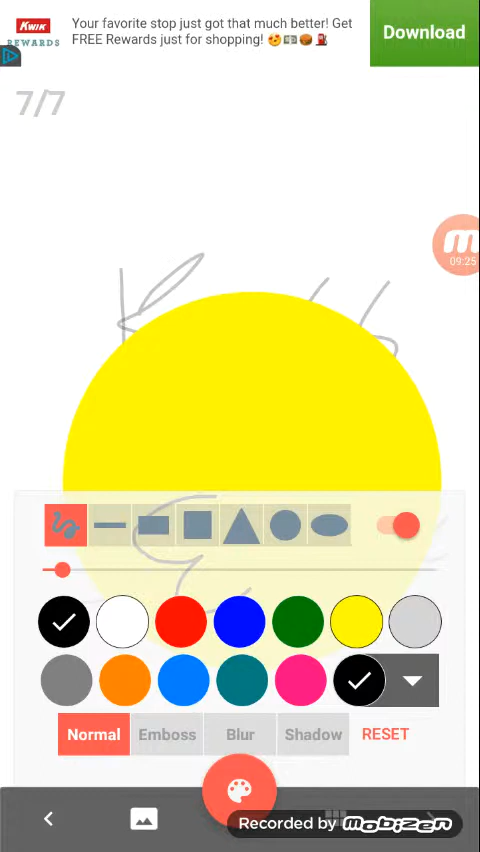 KWIK
REWARDS
Your favorite stop just got that much better! Get
FREE Rewards just for shopping! 🤩💵🥔⛽
Download
7/7
m
09:25
Normal
Emboss
Blur
Shadow
RESET
Recorded by mobizen